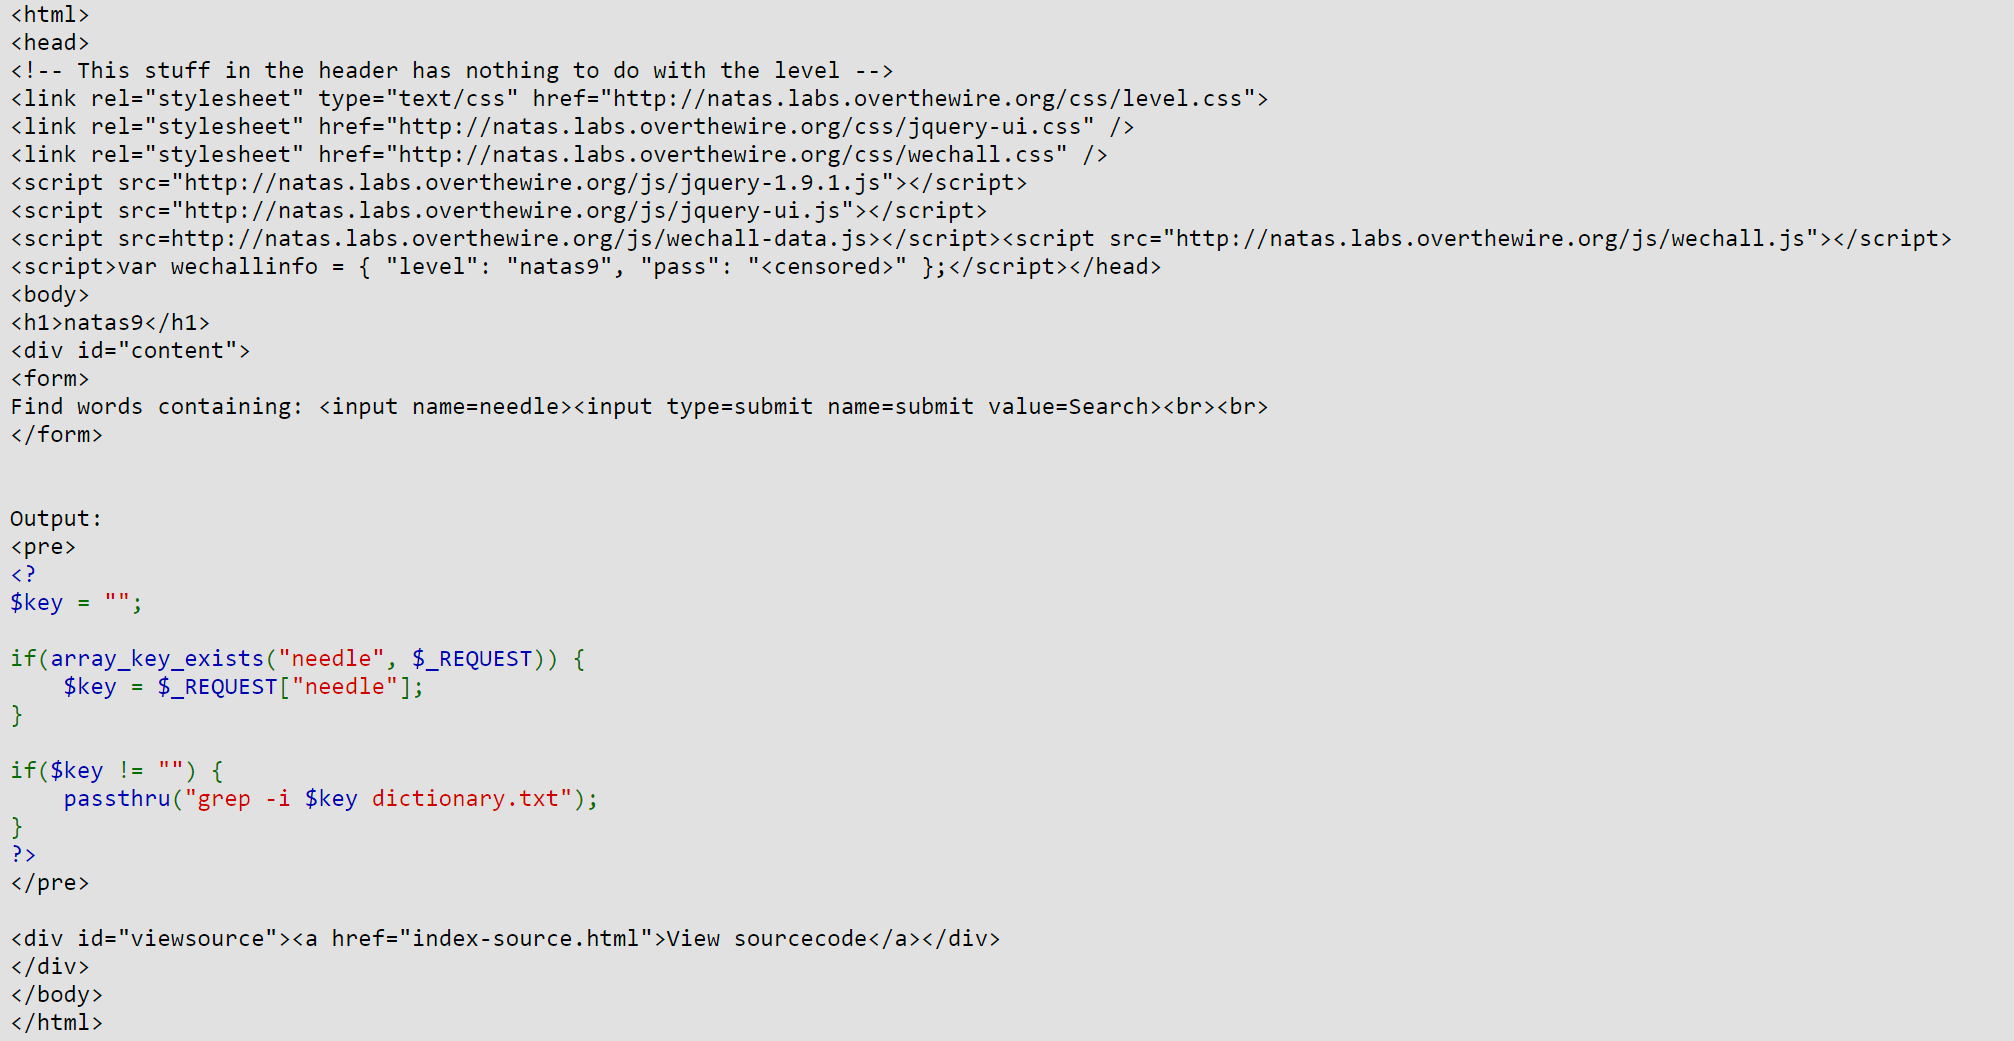 <html>
<head>
<!-- This stuff in the header has nothing to do with the level -->
<link rel="stylesheet" type="text/css" href="http://natas.labs.overthewire.org/css/level.css">
<link rel="stylesheet" href="http://natas.labs.overthewire.org/css/jquery-ui.css" />
<link rel="stylesheet" href="http://natas.labs.overthewire.org/css/wechall.css" />
<script src="http://natas.labs.overthewire.org/js/jquery-1.9.1.js"></script>
<script src="http://natas.labs.overthewire.org/js/jquery-ui.js"></script>
<script src=http://natas.labs.overthewire.org/js/wechall-data.js></script><script src="http://natas.labs.overthewire.org/js/wechall.js"></script>
<script>var wechallinfo = { "level": "natas9", "pass": "<censored>" };</script></head>
<body>
<h1>natas9</h1>
<div id="content">
<form>
Find words containing: <input name=needle><input type=submit name=submit value=Search><br><br>
</form>


Output:
<pre>
<?
$key = "";

if(array_key_exists("needle", $_REQUEST)) {
    $key = $_REQUEST["needle"];
}

if($key != "") {
    passthru("grep -i $key dictionary.txt");
}
?>
</pre>

<div id="viewsource"><a href="index-source.html">View sourcecode</a></div>
</div>
</body>
</html>